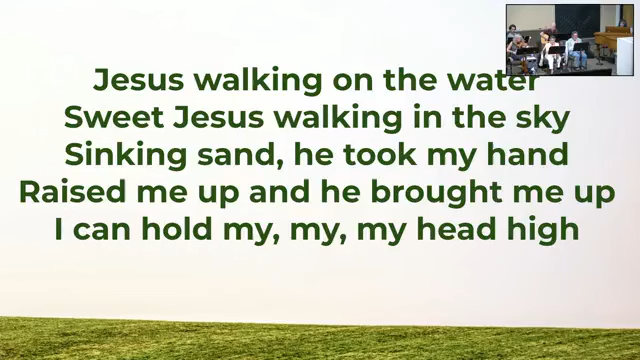 Jesus walking on the water
Sweet Jesus walking in the sky
Sinking sand, he took my hand
Raised me up and he brought me up
I can hold my, my, my head high